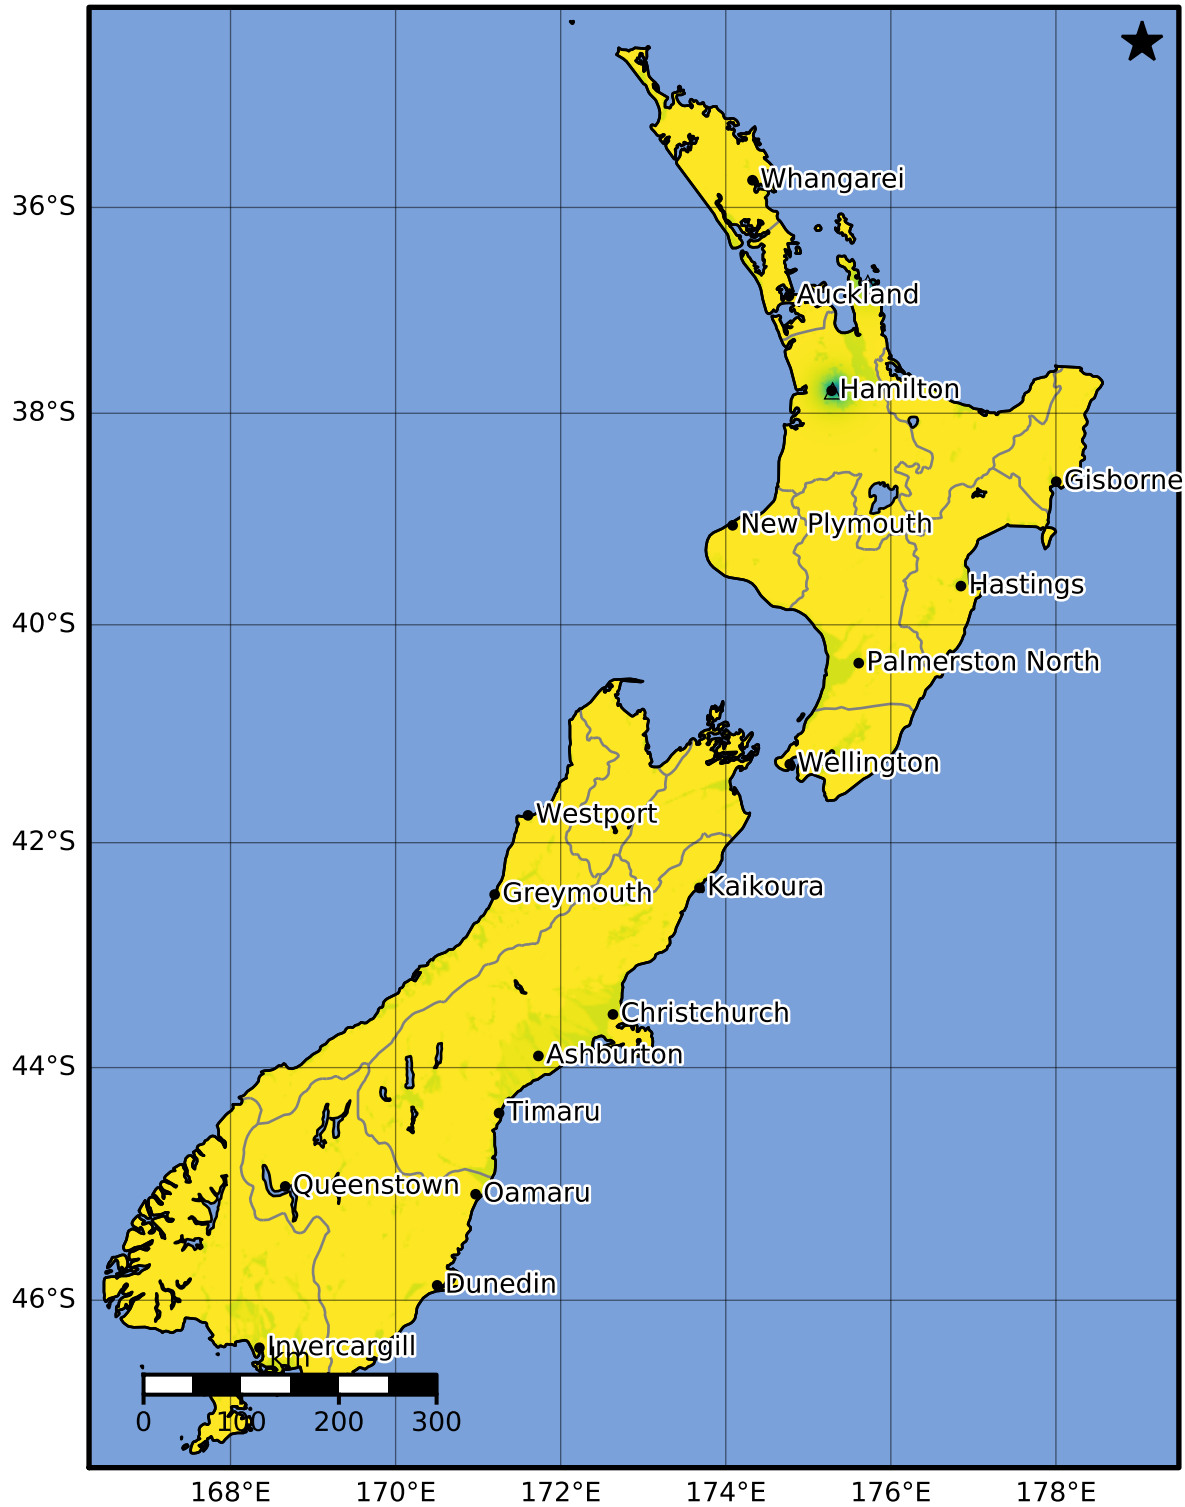 Whangarei
36°S
Auckland
Hamilton
38°S
Gisborne
New Plymouth
Hastings
40°S
Palmerston North
Wellington
Westport
42°S
Kaikoura
Greymouth
Christchurch
Ashburton
44°S
Timaru
Queenstown
Oamaru
Dunedin
46°S
Invercargill
km
0 100 200 300
168°E 170°E 172°E 174°E 176°E 178°E